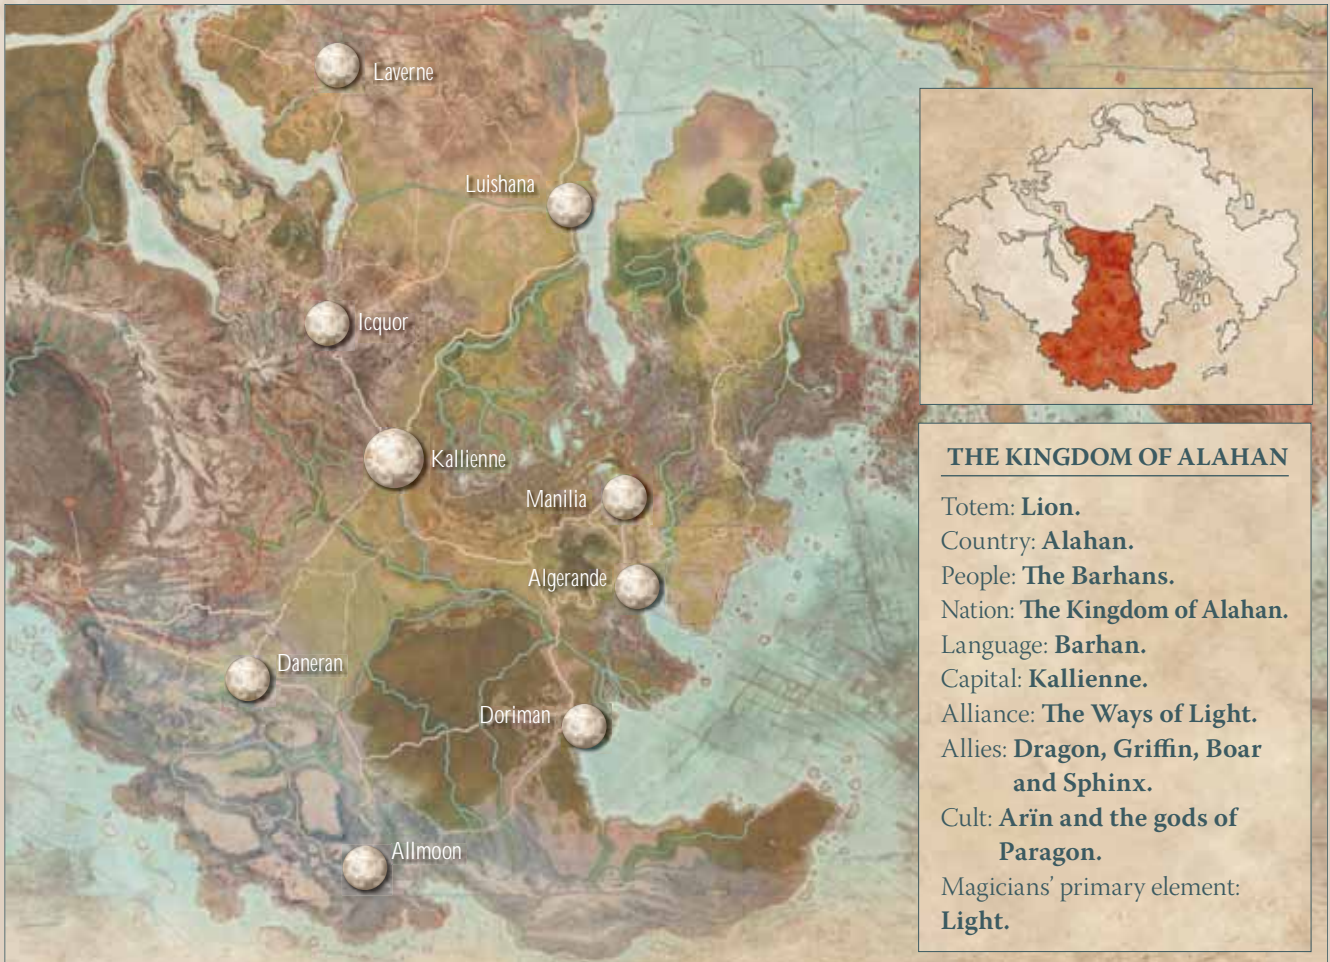 Laverne
Luishana
Icquor
Kallienne
Manilia
Algerande
Daneran
Doriman
Allmoon
THE KINGDOM OF ALAHAN
Totem: Lion.
Country: Alahan.
People: The Barhans.
Nation: The Kingdom of Alahan.
Language: Barhan.
Capital: Kallienne.
Alliance: The Ways of Light.
Allies: Dragon, Griffin, Boar
and Sphinx.
Cult: Arïn and the gods of
Paragon.
Magicians’ primary element:
Light.